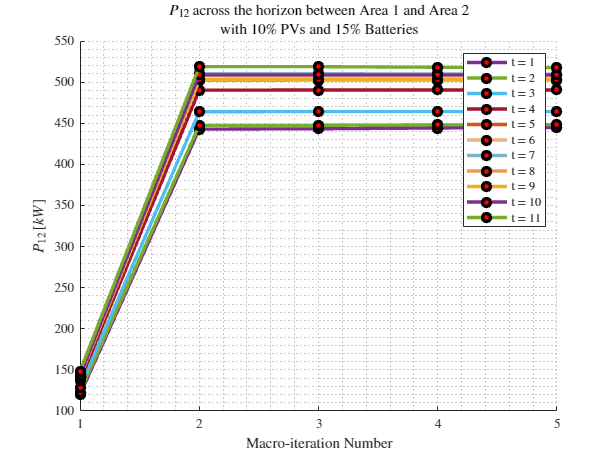 P12 across the horizon between Area 1 and Area 2
with 10% PVs and 15% Batteries
550
500
450
400
350
300
250
200
150
100
P12 [kW]
1
2
3
4
5
Macro-iteration Number
t = 1
t = 2
t = 3
t = 4
t = 5
t = 6
t = 7
t = 8
t = 9
t = 10
t = 11